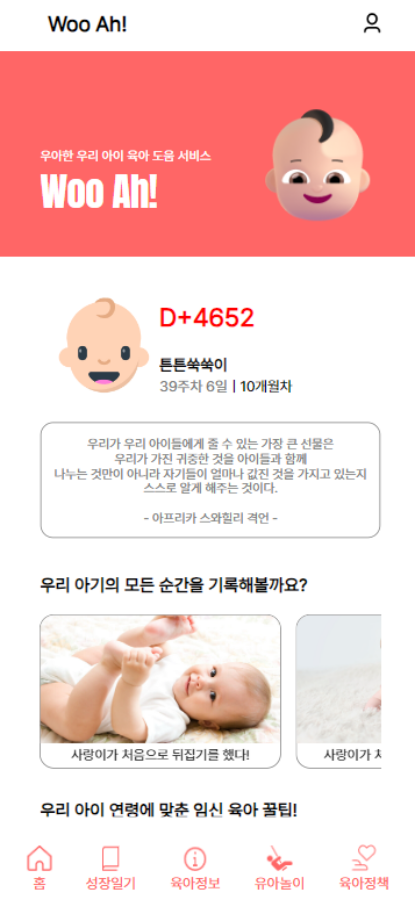 Woo Ah!
우아한 우리 아이 육아 도움 서비스
Woo Ah!
D+4652
튼튼쑥쑥이
39주차 6일 | 10개월차
우리가 우리 아이들에게 줄 수 있는 가장 큰 선물은
우리가 가진 귀중한 것을 아이들과 함께
나누는 것만이 아니라 자기들이 얼마나 값진 것을 가지고 있는지
스스로 알게 해주는 것이다.
- 아프리카 스와힐리 격언 -
우리 아기의 모든 순간을 기록해볼까요?
사랑이가 처음으로 뒤집기를 했다!
사랑이가 처
우리 아이 연령에 맞춘 임신 육아 꿀팁!
홈
성장일기
육아정보
유아놀이
육아정책